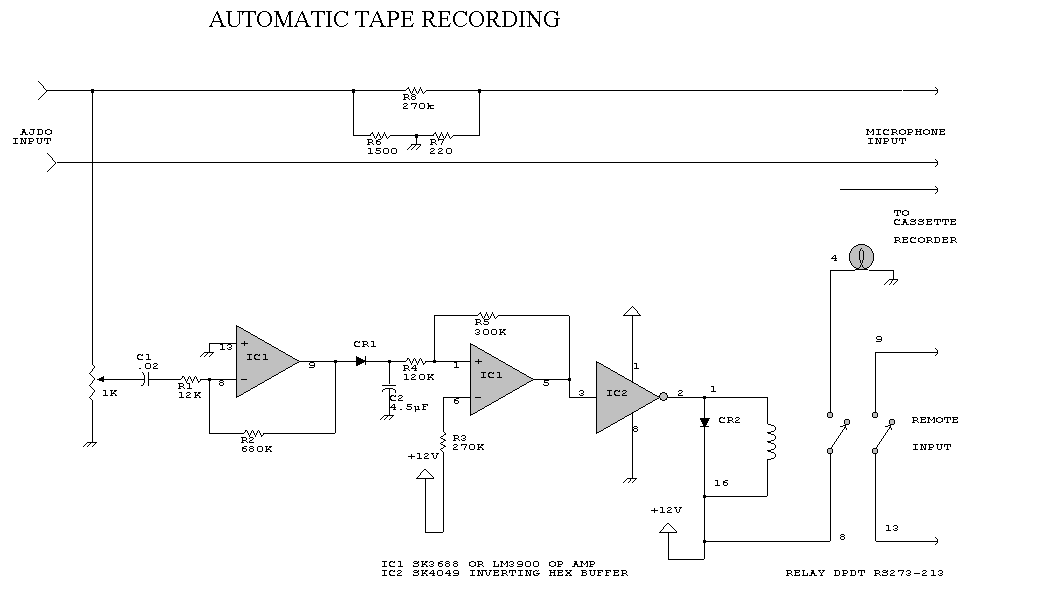 AUTOMATIC TAPE RECORDING
R8
270k
AJDO
INPUT
R6
1500
R7
220
MICROPHONE
INPUT
TO
CASSETTE
RECORDER
4
R5
300K
CR1
9
13
+
IC1
9
C1
.02
1K
R1
12K
8
-
R2
680K
R4
120K
C2
4.5µF
1
+
IC1
5
6
-
R3
270K
+12V
1
3
IC2
2
8
1
CR2
16
+12V
REMOTE
INPUT
8
13
IC1 SK3688 OR LM3900 OP AMP
IC2 SK4049 INVERTING HEX BUFFER
RELAY DPDT RS273-213